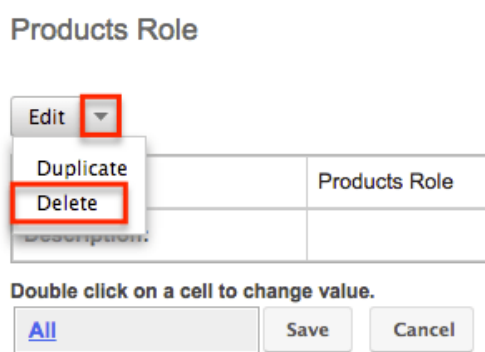 Products Role
Edit
Duplicate
Products Role
Delete
Description:
Double click on a cell to change value.
All Save Cancel